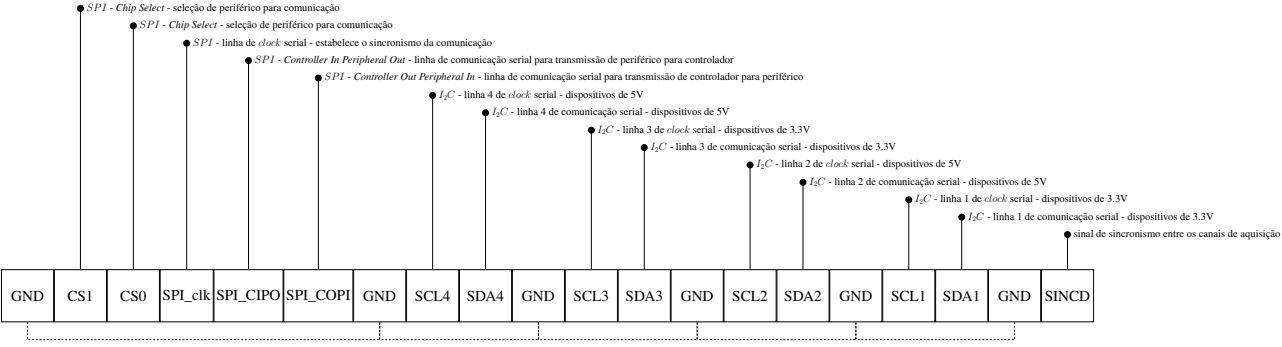 SPI - Chip Select - seleção de periférico para comunicação
SPI - Chip Select - seleção de periférico para comunicação
SPI - linha de clock serial - estabelece o sincronismo da comunicação
SPI - Controller In Peripheral Out - linha de comunicação serial para transmissão de periférico para controlador
SPI - Controller Out Peripheral In - linha de comunicação serial para transmissão de controlador para periférico
I₂C - linha 4 de clock serial - dispositivos de 5V
I₂C - linha 4 de comunicação serial - dispositivos de 5V
I₂C - linha 3 de clock serial - dispositivos de 3.3V
I₂C - linha 3 de comunicação serial - dispositivos de 3.3V
I₂C - linha 2 de clock serial - dispositivos de 5V
I₂C - linha 2 de comunicação serial - dispositivos de 5V
I₂C - linha 1 de clock serial - dispositivos de 3.3V
I₂C - linha 1 de comunicação serial - dispositivos de 3.3V
sinal de sincronismo entre os canais de aquisição
GND CS1 CS0 SPI_clk SPI_CIPO SPI_COPI GND SCL4 SDA4 GND SCL3 SDA3 GND SCL2 SDA2 GND SCL1 SDA1 GND SINCD